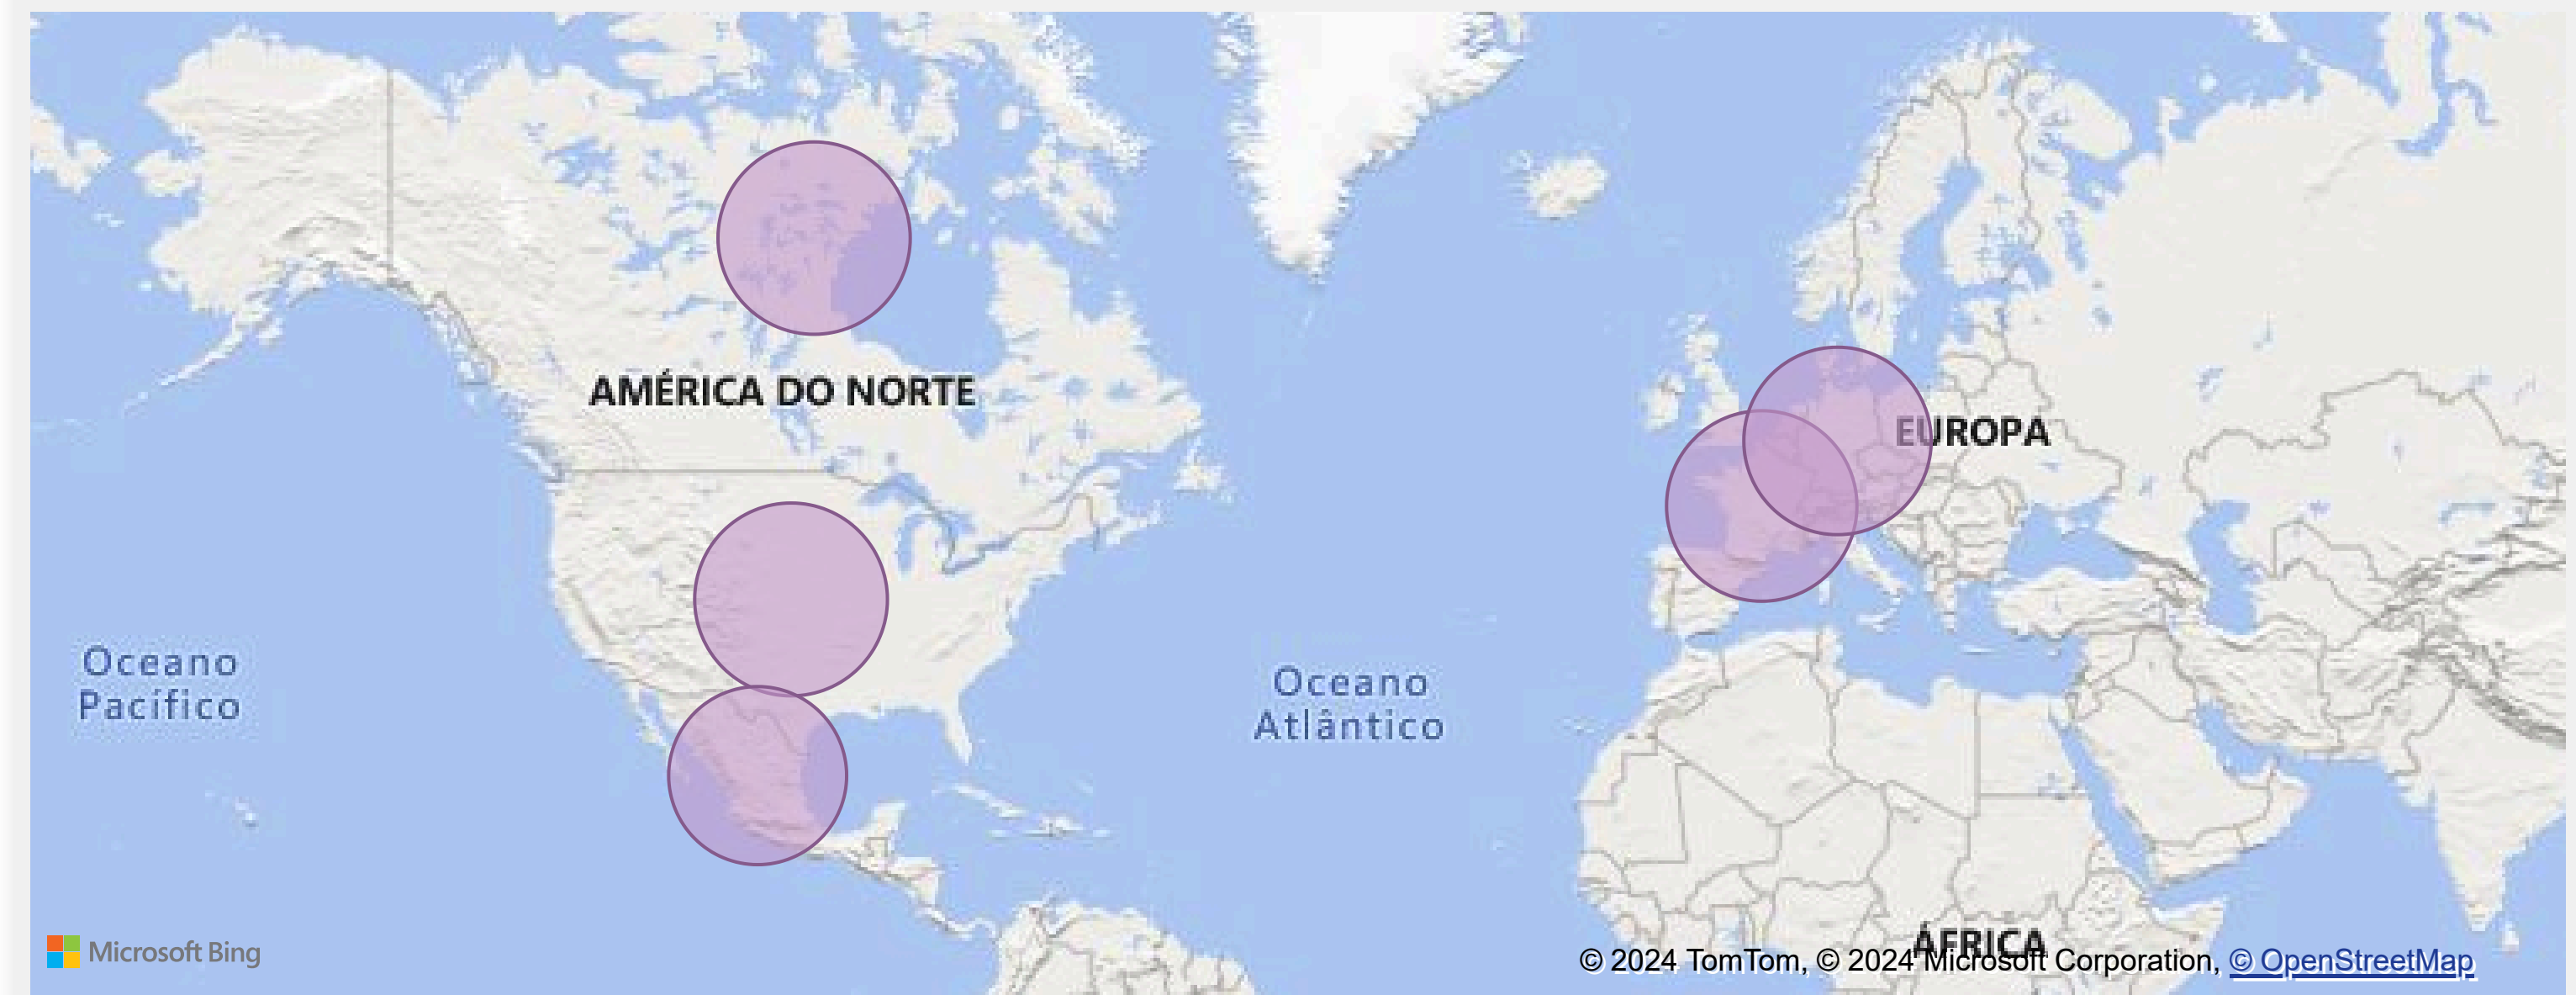 AMÉRICA DO NORTE
EUROPA
Oceano
Pacífico
Oceano
Atlântico
ÁFRICA
Microsoft Bing
© 2024 TomTom, © 2024 Microsoft Corporation, © OpenStreetMap